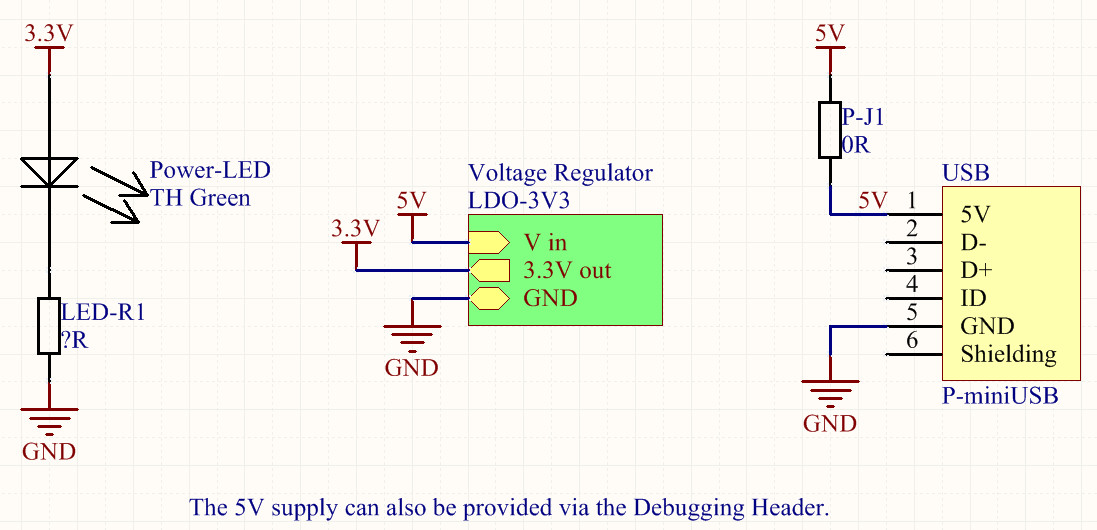 3.3V
Power-LED
TH Green
LED-R1
?R
GND
Voltage Regulator
LDO-3V3
5V
3.3V
V in
3.3V out
GND
GND
5V
P-J1
0R
USB
5V
1
5V
2
D-
3
D+
4
ID
5
GND
6
Shielding
P-miniUSB
GND
The 5V supply can also be provided via the Debugging Header.